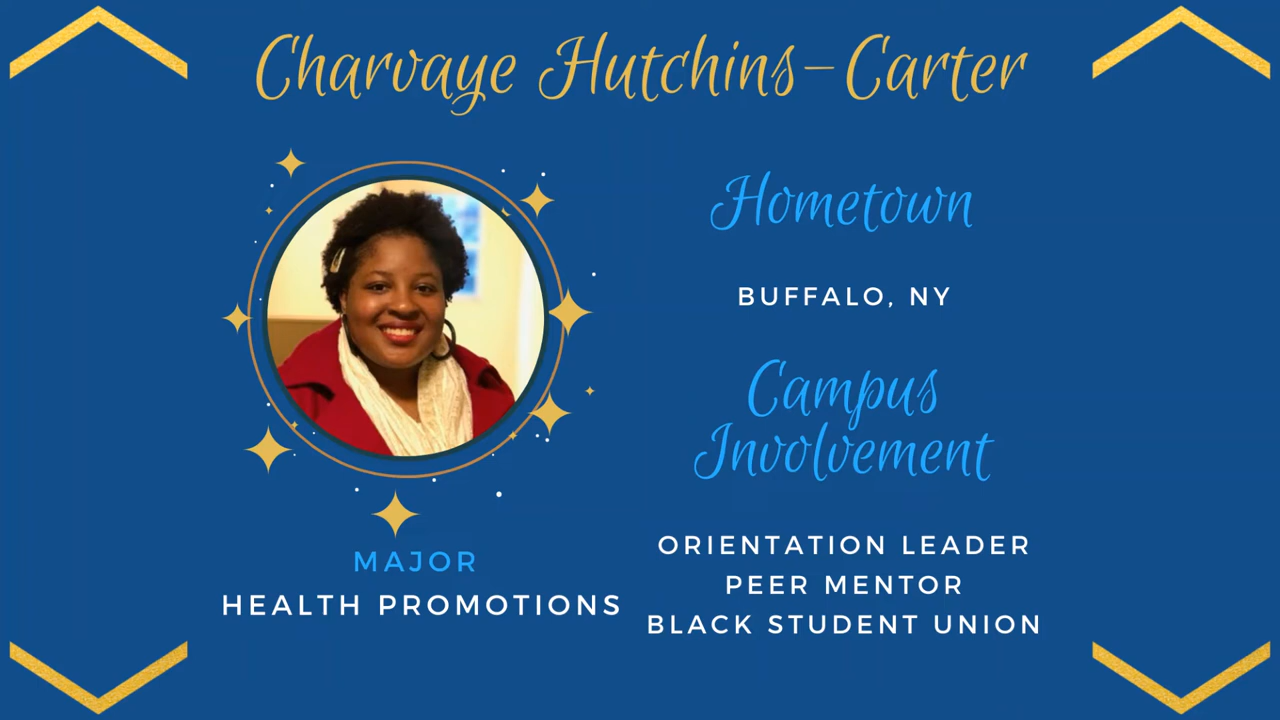 Charvaye Hutchins-Carter
Hometown
BUFFALO, NY
Campus
Involvement
ORIENTATION LEADER
PEER MENTOR
BLACK STUDENT UNION
MAJOR
HEALTH PROMOTIONS